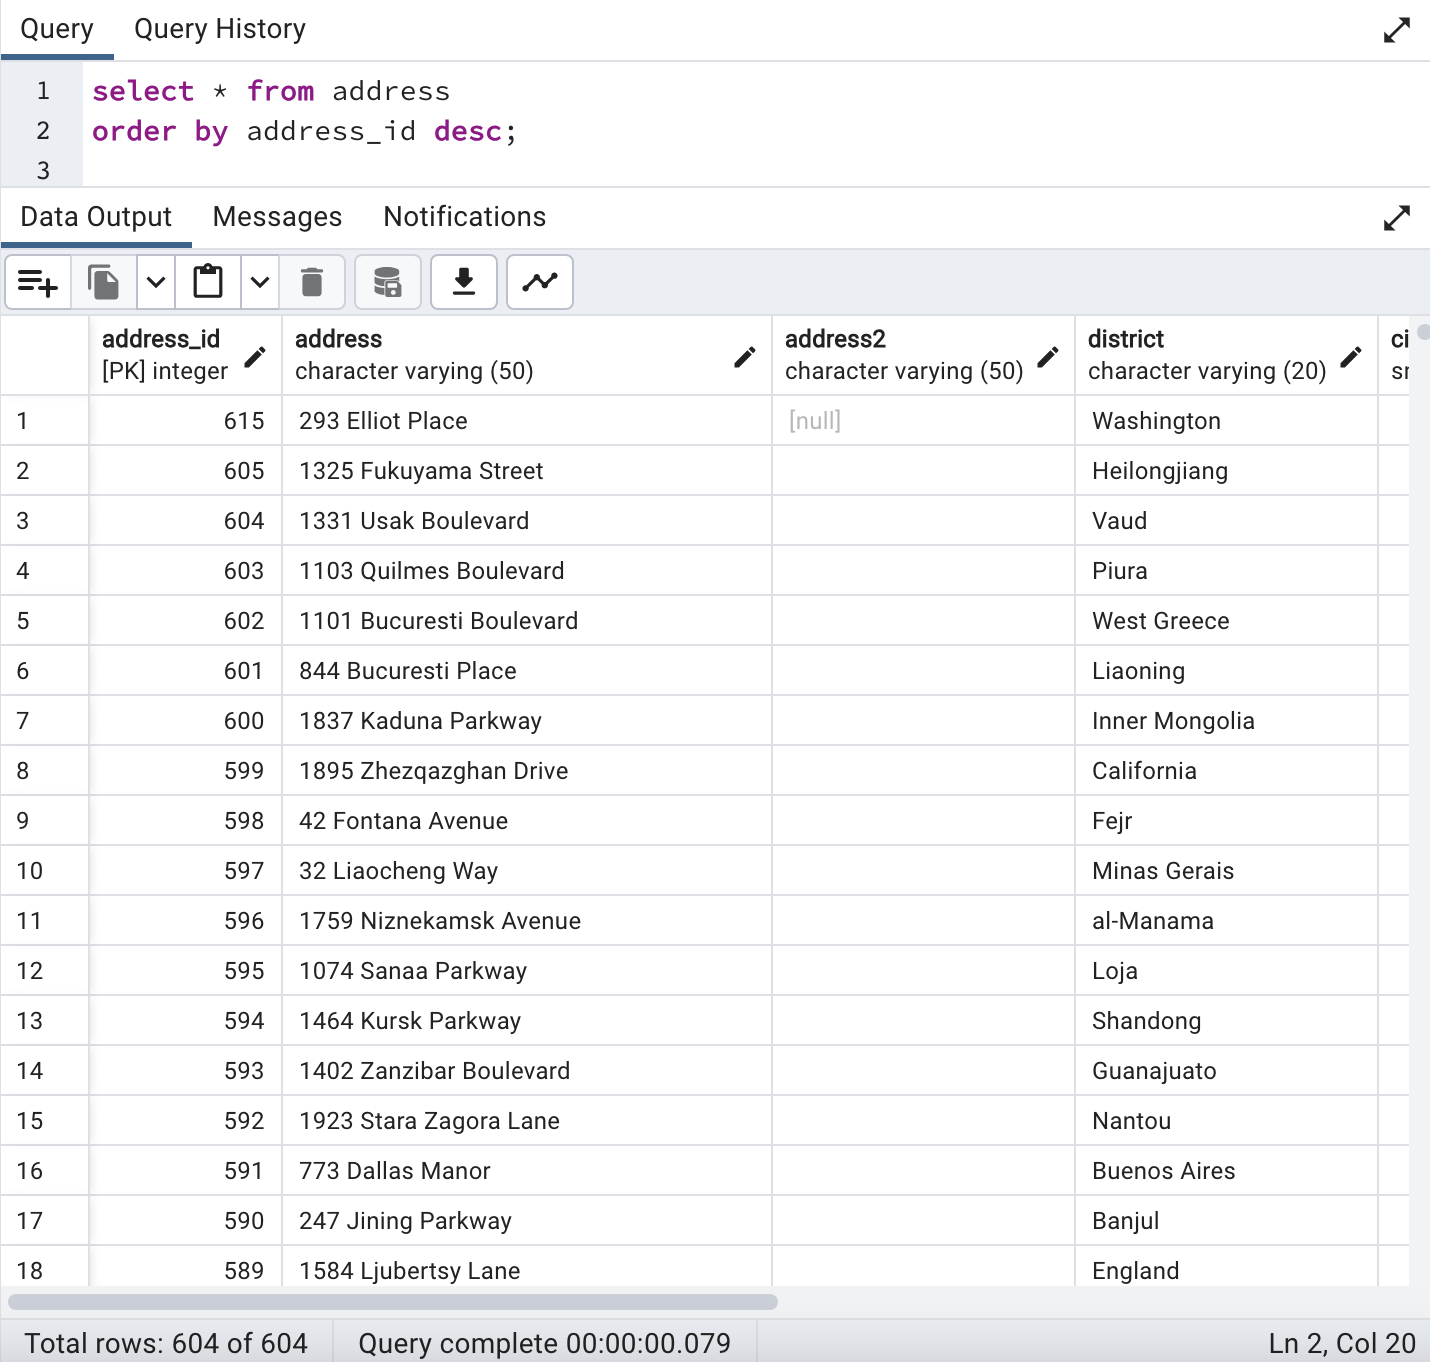 Query Query History
1 select * from address
2 order by address_id desc;
3
Data Output Messages Notifications
address_id address address2 district ci
[PK] integer character varying (50) character varying (50) character varying (20) sr
1 615 293 Elliot Place [null] Washington
2 605 1325 Fukuyama Street Heilongjiang
3 604 1331 Usak Boulevard Vaud
4 603 1103 Quilmes Boulevard Piura
5 602 1101 Bucuresti Boulevard West Greece
6 601 844 Bucuresti Place Liaoning
7 600 1837 Kaduna Parkway Inner Mongolia
8 599 1895 Zhezqazghan Drive California
9 598 42 Fontana Avenue Fejr
10 597 32 Liaocheng Way Minas Gerais
11 596 1759 Niznekamsk Avenue al-Manama
12 595 1074 Sanaa Parkway Loja
13 594 1464 Kursk Parkway Shandong
14 593 1402 Zanzibar Boulevard Guanajuato
15 592 1923 Stara Zagora Lane Nantou
16 591 773 Dallas Manor Buenos Aires
17 590 247 Jining Parkway Banjul
18 589 1584 Ljubertsy Lane England
Total rows: 604 of 604 Query complete 00:00:00.079 Ln 2, Col 20